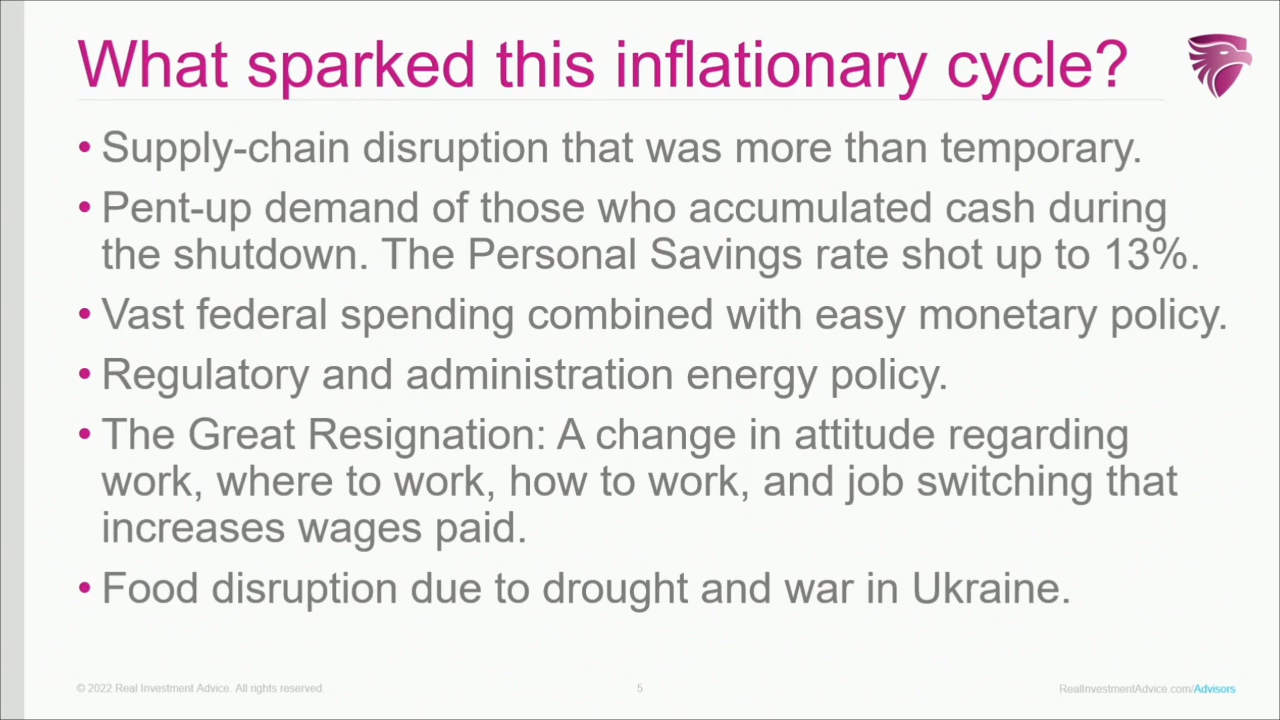 What sparked this inflationary cycle?
• Supply-chain disruption that was more than temporary.
• Pent-up demand of those who accumulated cash during
the shutdown. The Personal Savings rate shot up to 13%.
• Vast federal spending combined with easy monetary policy.
• Regulatory and administration energy policy.
• The Great Resignation: A change in attitude regarding
work, where to work, how to work, and job switching that
increases wages paid.
• Food disruption due to drought and war in Ukraine.
© 2022 Real Investment Advice. All rights reserved.
5
RealInvestmentAdvice.com/Advisors